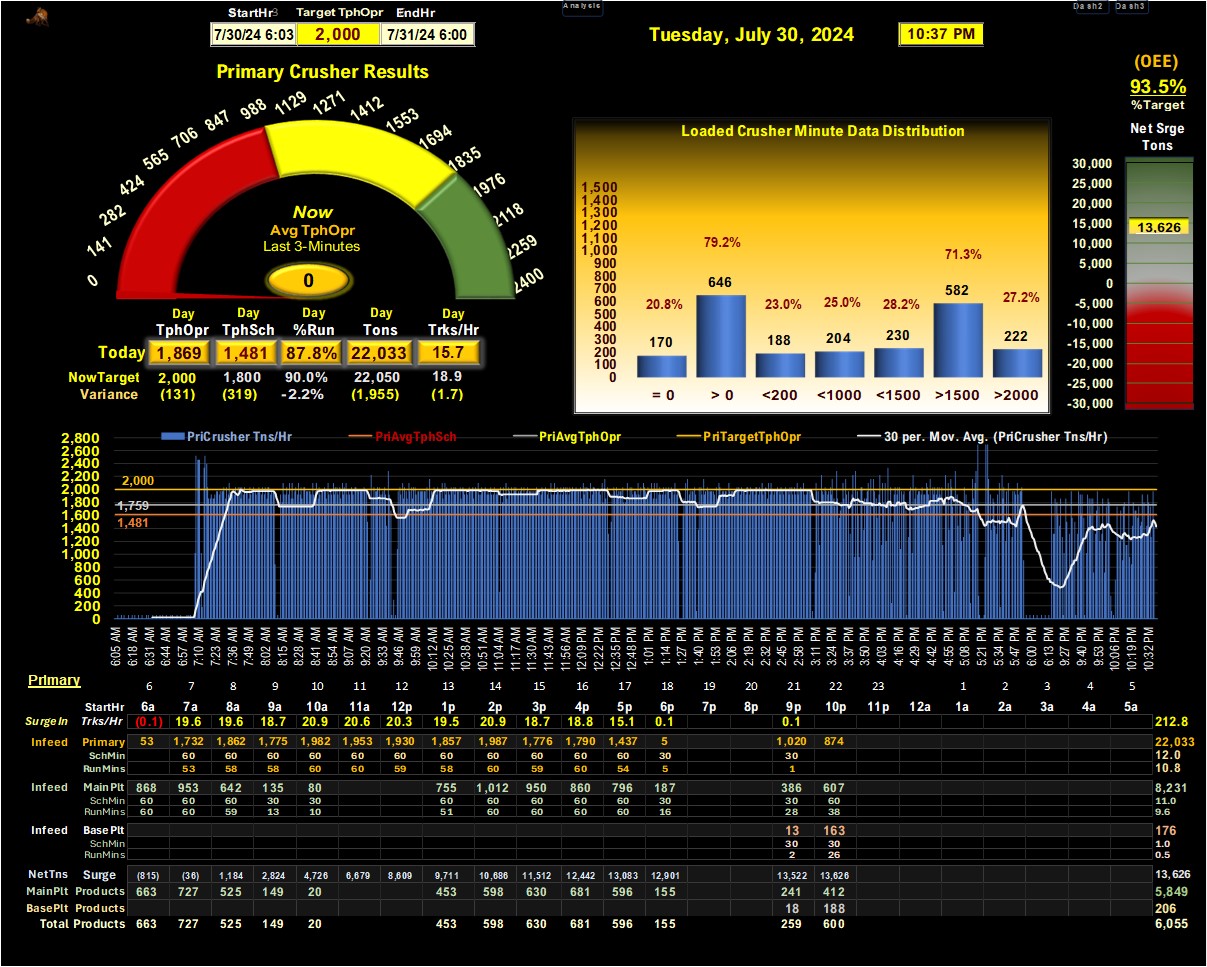 Analysis Dash2 Dash3
StartHr3 Target TphOpr EndHr
7/30/24 6:03 2,000 7/31/24 6:00
Tuesday, July 30, 2024 10:37 PM
Primary Crusher Results
0 141 282 424 565 706 847 988 1129 1271 1412 1553 1694 1835 1976 2118 2259 2400
Now
Avg TphOpr
Last 3-Minutes
0
Day Day Day Day Day
TphOpr TphSch %Run Tons Trks/Hr
Today 1,869 1,481 87.8% 22,033 15.7
NowTarget 2,000 1,800 90.0% 22,050 18.9
Variance (131) (319) -2.2% (1,955) (1.7)
Loaded Crusher Minute Data Distribution
1,500
1,400
1,300
1,200
1,100
1,000
900
800
700
600
500
400
300
200
100
0
20.8% 79.2% 23.0% 25.0% 28.2% 71.3% 27.2%
170 646 188 204 230 582 222
= 0 > 0 <200 <1000 <1500 >1500 >2000
(OEE)
93.5%
%Target
Net Srge
Tons
30,000
25,000
20,000
15,000
10,000
5,000
0
-5,000
-10,000
-15,000
-20,000
-25,000
-30,000
13,626
PriCrusher Tns/Hr PriAvgTphSch PriAvgTphOpr PriTargetTphOpr 30 per. Mov. Avg. (PriCrusher Tns/Hr)
2,800
2,600
2,400
2,200
2,000
1,800
1,600
1,400
1,200
1,000
800
600
400
200
0
2,000
1,759
1,481
6:05 AM 6:18 AM 6:31 AM 6:44 AM 6:57 AM 7:10 AM 7:23 AM 7:36 AM 7:49 AM 8:02 AM 8:15 AM 8:28 AM 8:41 AM 8:54 AM 9:07 AM 9:20 AM 9:33 AM 9:46 AM 9:59 AM 10:12 AM 10:25 AM 10:38 AM 10:51 AM 11:04 AM 11:17 AM 11:30 AM 11:43 AM 11:56 AM 12:09 PM 12:22 PM 12:35 PM 12:48 PM 1:01 PM 1:14 PM 1:27 PM 1:40 PM 1:53 PM 2:06 PM 2:19 PM 2:32 PM 2:45 PM 2:58 PM 3:11 PM 3:24 PM 3:37 PM 3:50 PM 4:03 PM 4:16 PM 4:29 PM 4:42 PM 4:55 PM 5:08 PM 5:21 PM 5:34 PM 5:47 PM 6:00 PM 6:13 PM 9:27 PM 9:40 PM 9:53 PM 10:06 PM 10:19 PM 10:32 PM
Primary 6 7 8 9 10 11 12 13 14 15 16 17 18 19 20 21 22 23 1 2 3 4 5
StartHr 6a 7a 8a 9a 10a 11a 12p 1p 2p 3p 4p 5p 6p 7p 8p 9p 10p 11p 12a 1a 2a 3a 4a 5a
SurgeIn Trks/Hr (0.1) 19.6 19.6 18.7 20.9 20.6 20.3 19.5 20.9 18.7 18.8 15.1 0.1 0.1 212.8
Infeed Primary 53 1,732 1,862 1,775 1,982 1,953 1,930 1,857 1,987 1,776 1,790 1,437 5 1,020 874 22,033
SchMin 60 60 60 60 60 60 60 60 60 60 60 60 30 12.0
RunMins 53 58 58 60 60 59 58 60 59 60 54 5 1 10.8
Infeed MainPlt 868 953 642 135 80 755 1,012 950 860 796 187 386 607 8,231
SchMin 60 60 60 30 30 60 60 60 60 60 30 30 60 11.0
RunMins 60 60 59 13 10 51 60 60 60 60 16 28 38 9.6
Infeed BasePlt 13 163 176
SchMin 30 30 1.0
RunMins 2 26 0.5
NetTns Surge (815) (36) 1,184 2,824 4,726 6,679 8,609 9,711 10,686 11,512 12,442 13,083 12,901 13,522 13,626 13,626
MainPlt Products 663 727 525 149 20 453 598 630 681 596 155 241 412 5,849
BasePlt Products 18 188 206
Total Products 663 727 525 149 20 453 598 630 681 596 155 259 600 6,055